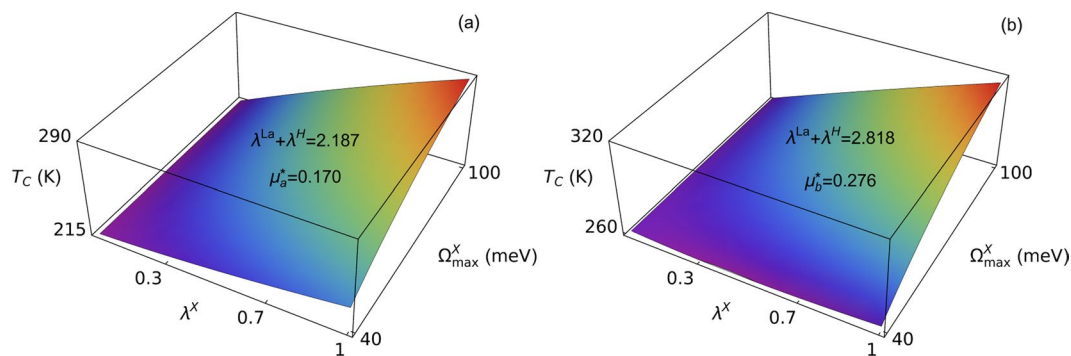 (a)
290
T_C (K)
215
λ^La+λ^H=2.187
μ*_a=0.170
0.3
0.7
1
λ^X
40
100
Ω^X_max (meV)
(b)
320
T_C (K)
260
λ^La+λ^H=2.818
μ*_b=0.276
0.3
0.7
1
λ^X
40
100
Ω^X_max (meV)